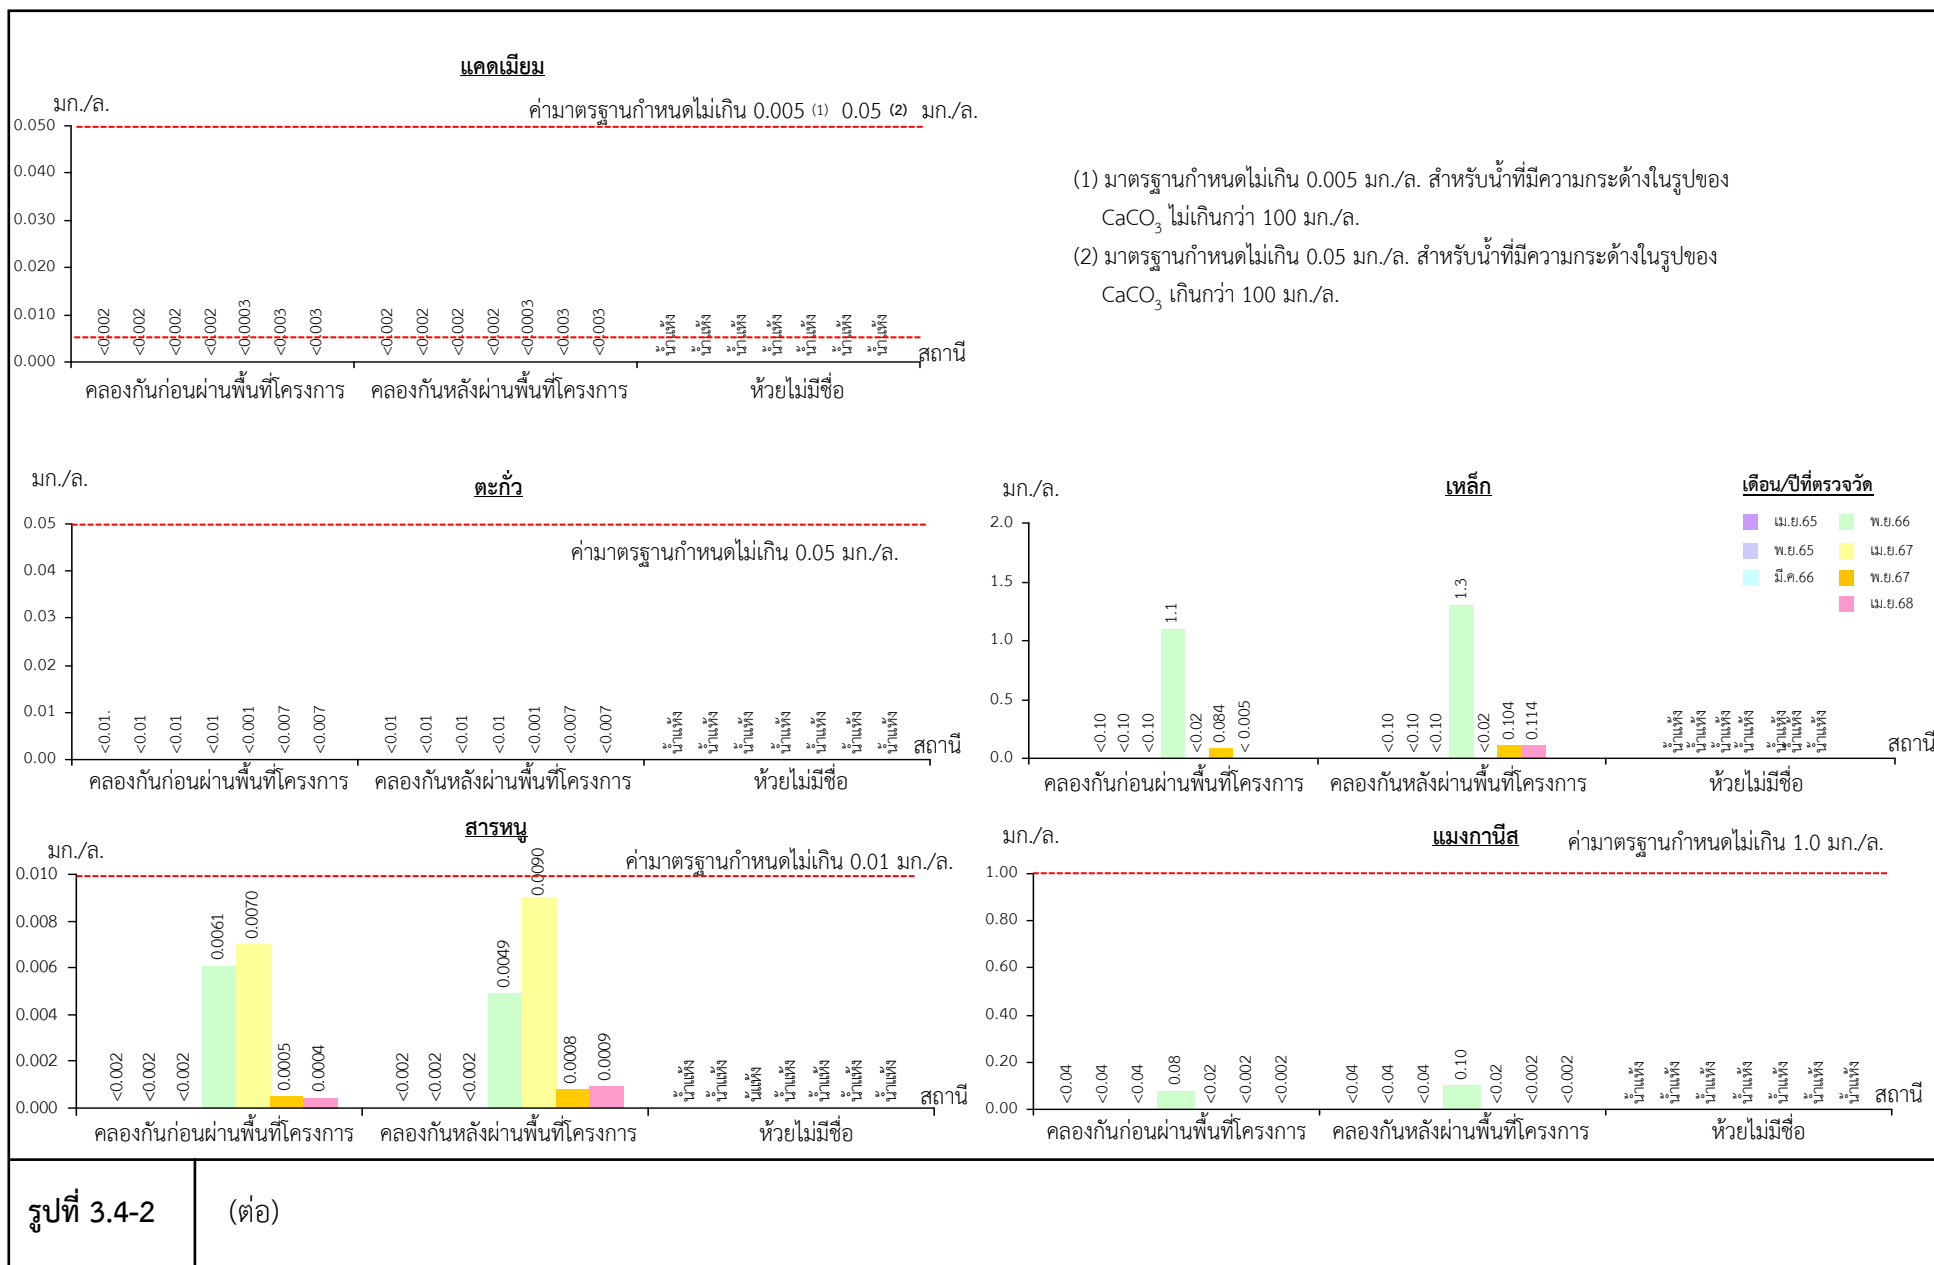 แคดเมียม
มก./ล.
ค่ามาตรฐานกำหนดไม่เกิน 0.005 (1) 0.05 (2) มก./ล.
0.050
0.040
0.030
0.020
0.010
0.000
<0.002 <0.002 <0.002 <0.002 <0.0003 <0.003 <0.003
<0.002 <0.002 <0.002 <0.002 <0.0003 <0.003 <0.003
น้ำแห้ง น้ำแห้ง น้ำแห้ง น้ำแห้ง น้ำแห้ง น้ำแห้ง น้ำแห้ง
สถานี
คลองกันก่อนผ่านพื้นที่โครงการ คลองกันหลังผ่านพื้นที่โครงการ ห้วยไม่มีชื่อ
(1) มาตรฐานกำหนดไม่เกิน 0.005 มก./ล. สำหรับน้ำที่มีความกระด้างในรูปของ
CaCO3 ไม่เกินกว่า 100 มก./ล.
(2) มาตรฐานกำหนดไม่เกิน 0.05 มก./ล. สำหรับน้ำที่มีความกระด้างในรูปของ
CaCO3 เกินกว่า 100 มก./ล.
ตะกั่ว
มก./ล.
0.05
0.04
0.03
0.02
0.01
0.00
ค่ามาตรฐานกำหนดไม่เกิน 0.05 มก./ล.
<0.01. <0.01 <0.01 <0.01 <0.001 <0.007 <0.007
<0.01 <0.01 <0.01 <0.01 <0.001 <0.007 <0.007
น้ำแห้ง น้ำแห้ง น้ำแห้ง น้ำแห้ง น้ำแห้ง น้ำแห้ง น้ำแห้ง
สถานี
คลองกันก่อนผ่านพื้นที่โครงการ คลองกันหลังผ่านพื้นที่โครงการ ห้วยไม่มีชื่อ
เหล็ก
มก./ล.
2.0
1.5
1.0
0.5
0.0
<0.10 <0.10 <0.10 1.1 <0.02 0.084 <0.005
<0.10 <0.10 <0.10 1.3 <0.02 0.104 0.114
น้ำแห้ง น้ำแห้ง น้ำแห้ง น้ำแห้ง น้ำแห้ง น้ำแห้ง น้ำแห้ง
สถานี
คลองกันก่อนผ่านพื้นที่โครงการ คลองกันหลังผ่านพื้นที่โครงการ ห้วยไม่มีชื่อ
เดือน/ปีที่ตรวจวัด
เม.ย.65 พ.ย.66
พ.ย.65 เม.ย.67
มี.ค.66 พ.ย.67
เม.ย.68
สารหนู
มก./ล.
ค่ามาตรฐานกำหนดไม่เกิน 0.01 มก./ล.
0.010
0.008
0.006
0.004
0.002
0.000
<0.002 <0.002 <0.002 0.0061 0.0070 0.0005 0.0004
<0.002 <0.002 <0.002 0.0049 0.0090 0.0008 0.0009
น้ำแห้ง น้ำแห้ง น้แห้ง น้ำแห้ง น้ำแห้ง น้ำแห้ง น้ำแห้ง
สถานี
คลองกันก่อนผ่านพื้นที่โครงการ คลองกันหลังผ่านพื้นที่โครงการ ห้วยไม่มีชื่อ
แมงกานีส
มก./ล.
ค่ามาตรฐานกำหนดไม่เกิน 1.0 มก./ล.
1.00
0.80
0.60
0.40
0.20
0.00
<0.04 <0.04 <0.04 0.08 <0.02 <0.002 <0.002
<0.04 <0.04 <0.04 0.10 <0.02 <0.002 <0.002
น้ำแห้ง น้ำแห้ง น้ำแห้ง น้ำแห้ง น้ำแห้ง น้ำแห้ง น้ำแห้ง
สถานี
คลองกันก่อนผ่านพื้นที่โครงการ คลองกันหลังผ่านพื้นที่โครงการ ห้วยไม่มีชื่อ
รูปที่ 3.4-2 (ต่อ)